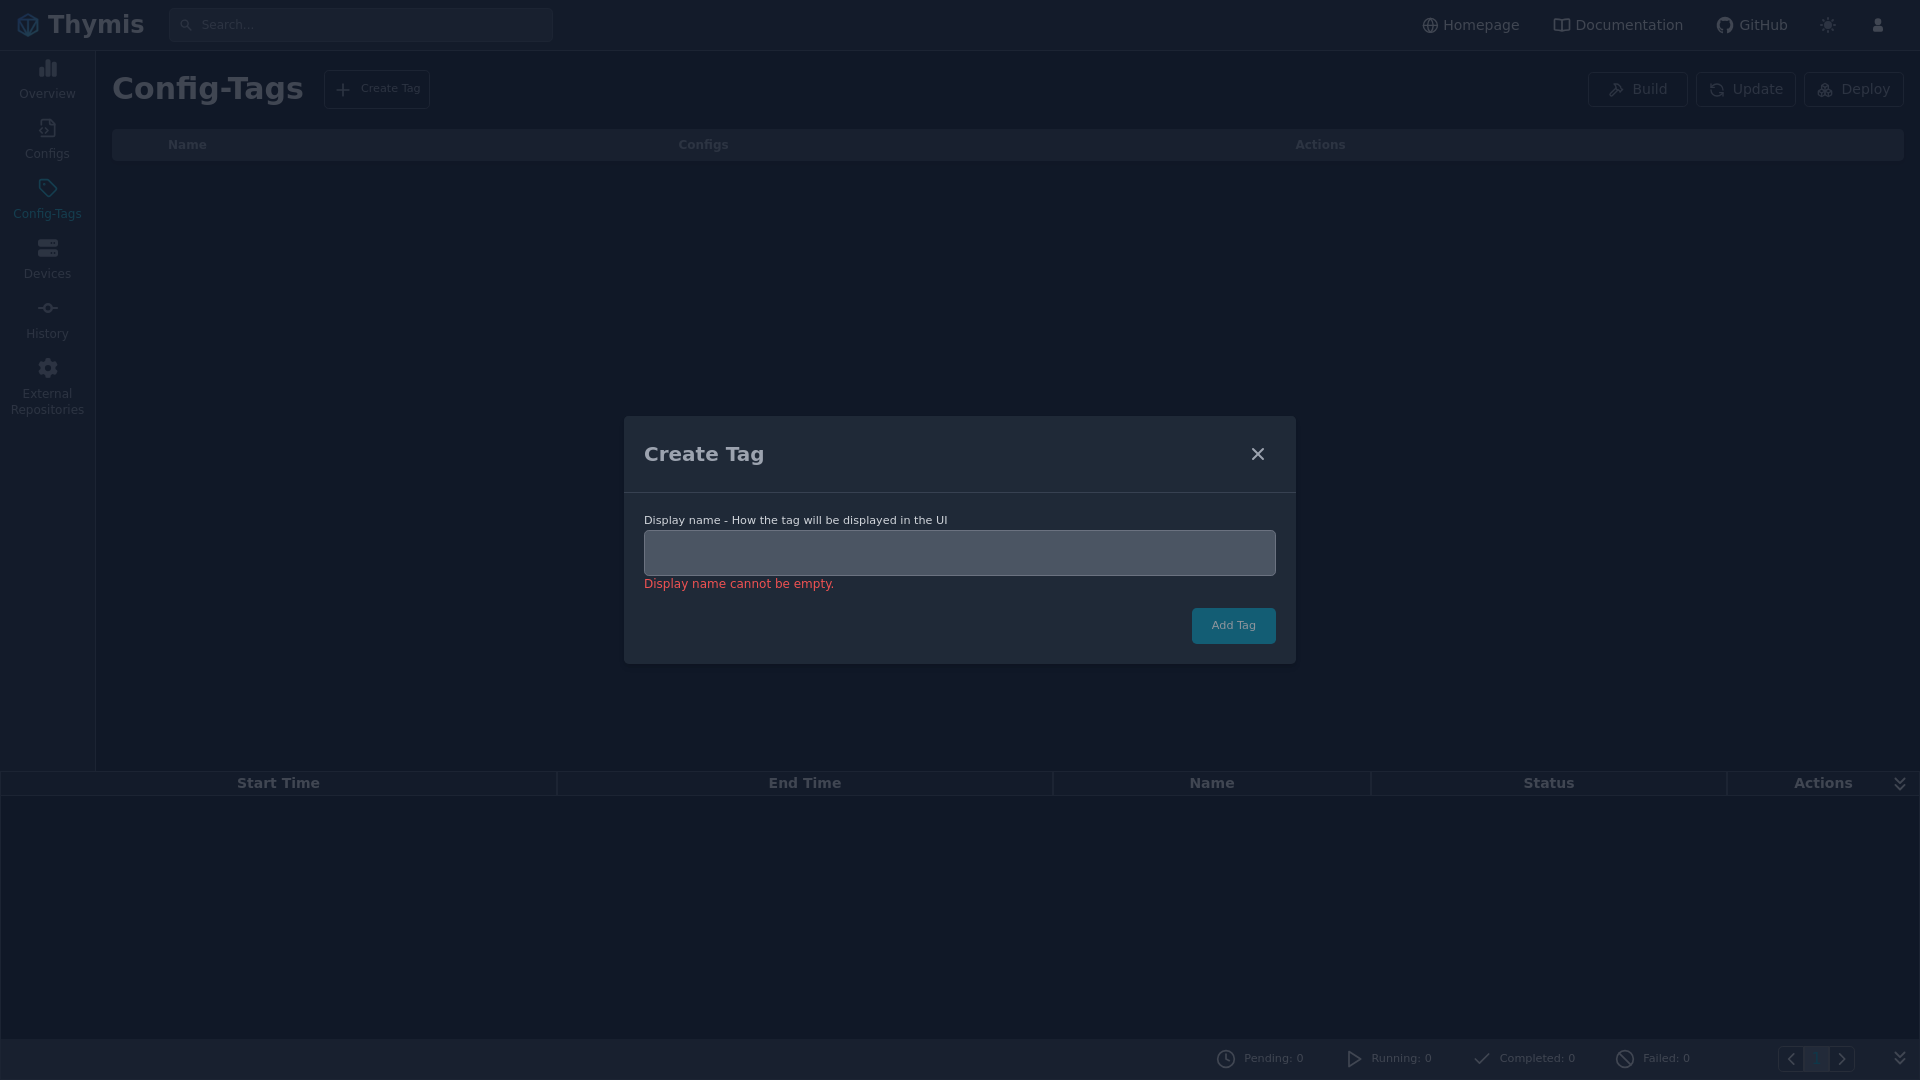 Thymis
Search...
Homepage
Documentation
GitHub
Overview
Configs
Config-Tags
Devices
History
External
Repositories
Config-Tags
Create Tag
Build
Update
Deploy
Name
Configs
Actions
Create Tag
Display name - How the tag will be displayed in the UI
Display name cannot be empty.
Add Tag
Start Time
End Time
Name
Status
Actions
Pending: 0
Running: 0
Completed: 0
Failed: 0